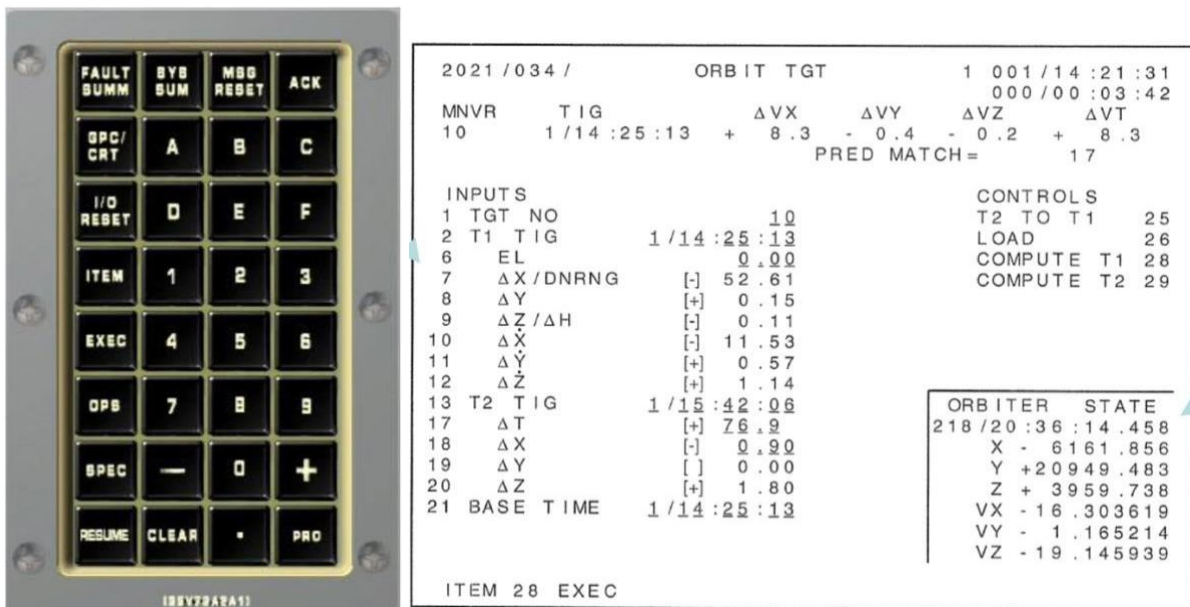 FAULT SUMM SYS SUM MSG RESET ACK
GPC/ CRT A B C
I/O RESET D E F
ITEM 1 2 3
EXEC 4 5 6
OPS 7 8 9
SPEC — 0 +
RESUME CLEAR . PRO
2021/034/ ORBIT TGT 1 001/14:21:31
000/00:03:42
MNVR TIG ΔVX ΔVY ΔVZ ΔVT
10 1/14:25:13 + 8.3 - 0.4 - 0.2 + 8.3
PRED MATCH= 17
INPUTS
1 TGT NO 10
2 T1 TIG 1/14:25:13
6 EL 0.00
7 ΔX/DNRNG [-] 52.61
8 ΔY [+] 0.15
9 ΔZ/ΔH [-] 0.11
10 ΔẊ [-] 11.53
11 ΔẎ [+] 0.57
12 ΔŻ [+] 1.14
13 T2 TIG 1/15:42:06
17 ΔT [+] 76.9
18 ΔX [-] 0.90
19 ΔY [ ] 0.00
20 ΔZ [+] 1.80
21 BASE TIME 1/14:25:13
CONTROLS
T2 TO T1 25
LOAD 26
COMPUTE T1 28
COMPUTE T2 29
ORBITER STATE
218/20:36:14.458
X - 6161.856
Y +20949.483
Z + 3959.738
VX -16.303619
VY - 1.165214
VZ -19.145939
ITEM 28 EXEC